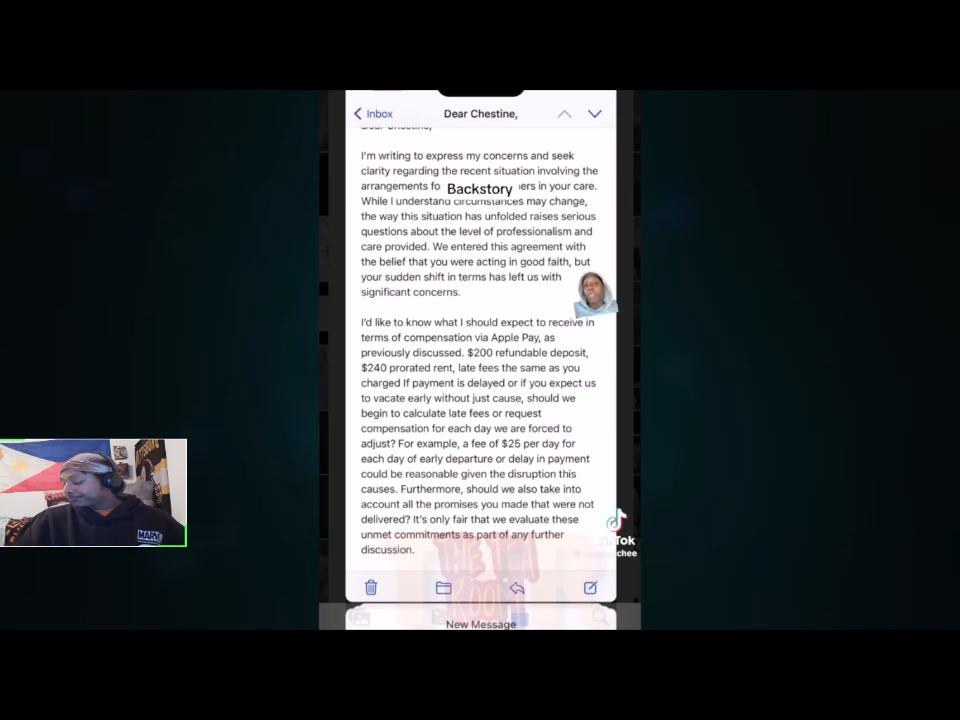 Inbox
Dear Chestine,
Dear Chestine,
I'm writing to express my concerns and seek
clarity regarding the recent situation involving the
arrangements fo Backstory ers in your care.
While I understand circumstances may change,
the way this situation has unfolded raises serious
questions about the level of professionalism and
care provided. We entered this agreement with
the belief that you were acting in good faith, but
your sudden shift in terms has left us with
significant concerns.
I'd like to know what I should expect to receive in
terms of compensation via Apple Pay, as
previously discussed. $200 refundable deposit,
$240 prorated rent, late fees the same as you
charged If payment is delayed or if you expect us
to vacate early without just cause, should we
begin to calculate late fees or request
compensation for each day we are forced to
adjust? For example, a fee of $25 per day for
each day of early departure or delay in payment
could be reasonable given the disruption this
causes. Furthermore, should we also take into
account all the promises you made that were not
delivered? It's only fair that we evaluate these
unmet commitments as part of any further
discussion.
New Message